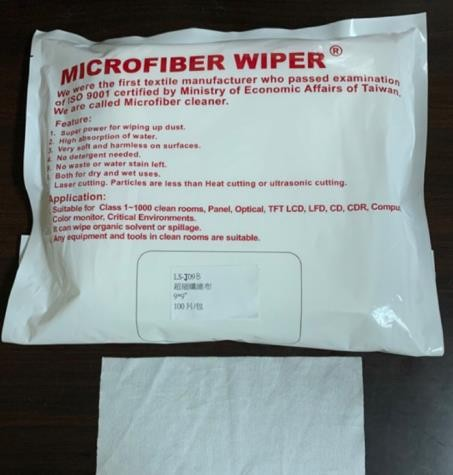 MICROFIBER WIPER ®
We were the first textile manufacturer who passed examination
of ISO 9001 certified by Ministry of Economic Affairs of Taiwan.
We are called Microfiber cleaner.
Feature:
1. Super power for wiping up dust.
2. High absorption of water.
3. Very soft and harmless on surfaces.
4. No detergent needed.
No waste or water stain left.
Both for dry and wet uses.
Laser cutting. Particles are less than Heat cutting or ultrasonic cutting.
Application:
Suitable for Class 1~1000 clean rooms, Panel, Optical, TFT LCD, LFD, CD, CDR, Compu
Color monitor, Critical Environments.
It can wipe organic solvent or spillage.
Any equipment and tools in clean rooms are suitable.
LS-J09B
超細纖維布
9*9"
100片/包